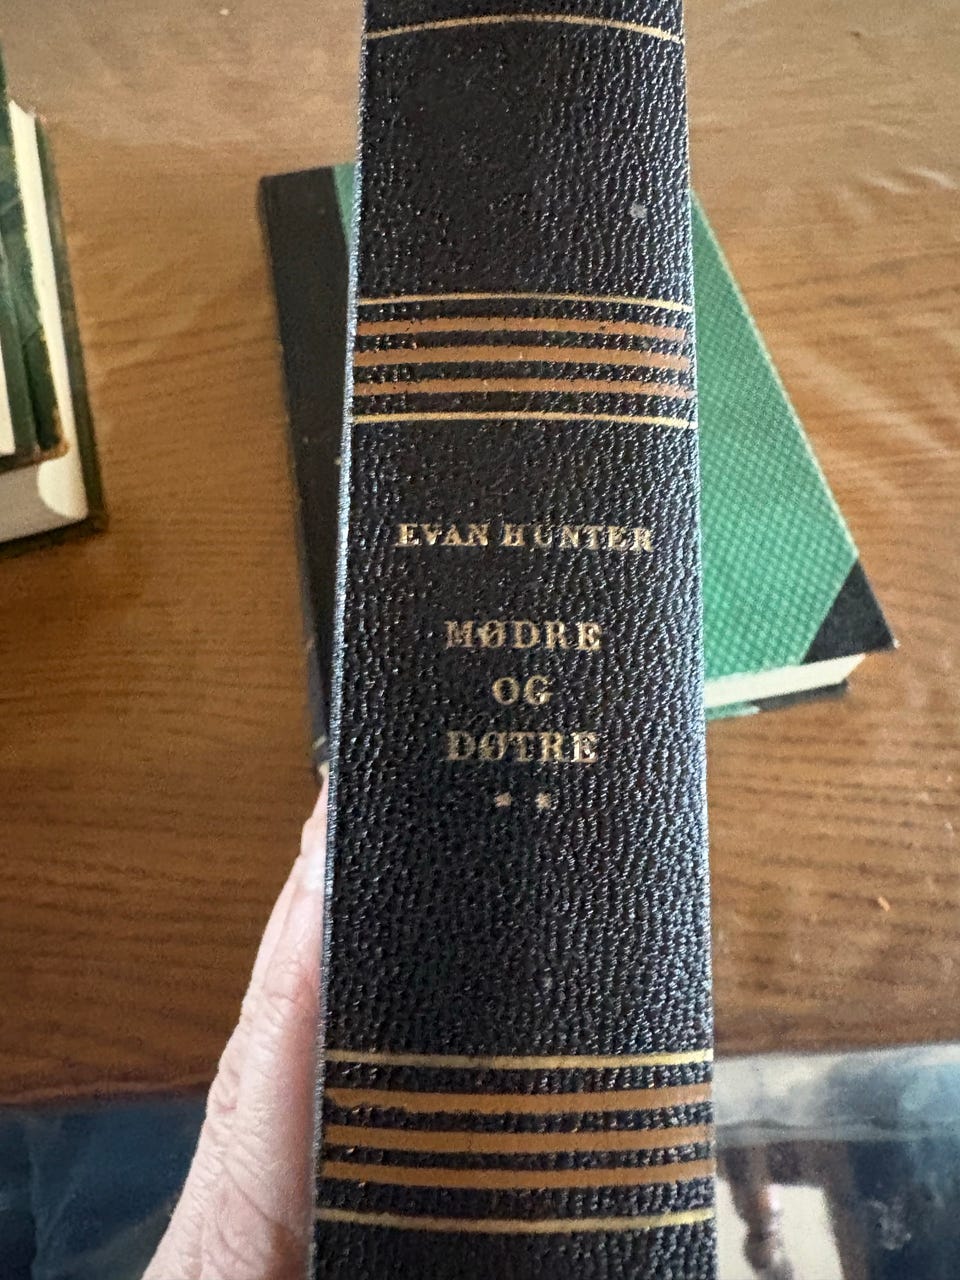 EVAN HUNTER
MØDRE
OG
DØTRE
* *